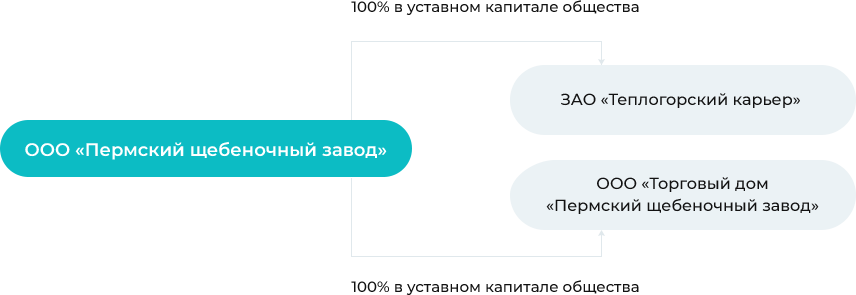 100% в уставном капитале общества
ЗАО «Теплогорский карьер»
ООО «Пермский щебеночный завод»
ООО «Торговый дом
«Пермский щебеночный завод»
100% в уставном капитале общества